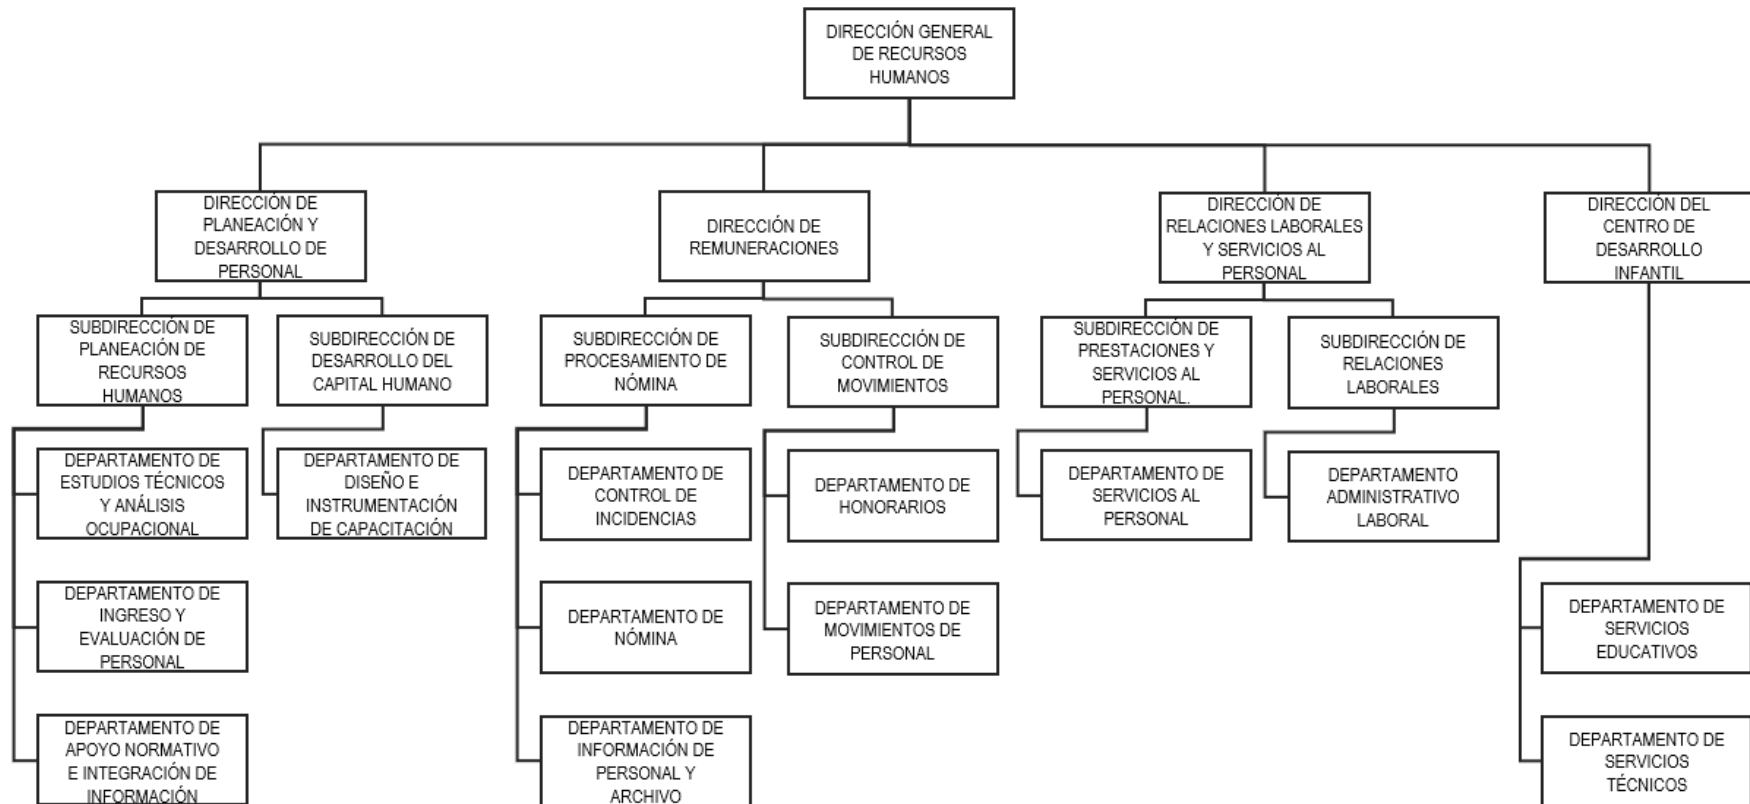 DIRECCIÓN GENERAL
DE RECURSOS
HUMANOS
DIRECCIÓN DE
PLANEACIÓN Y
DESARROLLO DE
PERSONAL
DIRECCIÓN DE
REMUNERACIONES
DIRECCIÓN DE
RELACIONES LABORALES
Y SERVICIOS AL
PERSONAL
DIRECCIÓN DEL
CENTRO DE
DESARROLLO
INFANTIL
SUBDIRECCIÓN DE
PLANEACIÓN DE
RECURSOS
HUMANOS
SUBDIRECCIÓN DE
DESARROLLO DEL
CAPITAL HUMANO
SUBDIRECCIÓN DE
PROCESAMIENTO DE
NÓMINA
SUBDIRECCIÓN DE
CONTROL DE
MOVIMIENTOS
SUBDIRECCIÓN DE
PRESTACIONES Y
SERVICIOS AL
PERSONAL.
SUBDIRECCIÓN DE
RELACIONES
LABORALES
DEPARTAMENTO DE
ESTUDIOS TÉCNICOS
Y ANÁLISIS
OCUPACIONAL
DEPARTAMENTO DE
DISEÑO E
INSTRUMENTACIÓN
DE CAPACITACIÓN
DEPARTAMENTO DE
CONTROL DE
INCIDENCIAS
DEPARTAMENTO DE
HONORARIOS
DEPARTAMENTO DE
SERVICIOS AL
PERSONAL
DEPARTAMENTO
ADMINISTRATIVO
LABORAL
DEPARTAMENTO DE
INGRESO Y
EVALUACIÓN DE
PERSONAL
DEPARTAMENTO DE
NÓMINA
DEPARTAMENTO DE
MOVIMIENTOS DE
PERSONAL
DEPARTAMENTO DE
SERVICIOS
EDUCATIVOS
DEPARTAMENTO DE
APOYO NORMATIVO
E INTEGRACIÓN DE
INFORMACIÓN
DEPARTAMENTO DE
INFORMACIÓN DE
PERSONAL Y
ARCHIVO
DEPARTAMENTO DE
SERVICIOS
TÉCNICOS